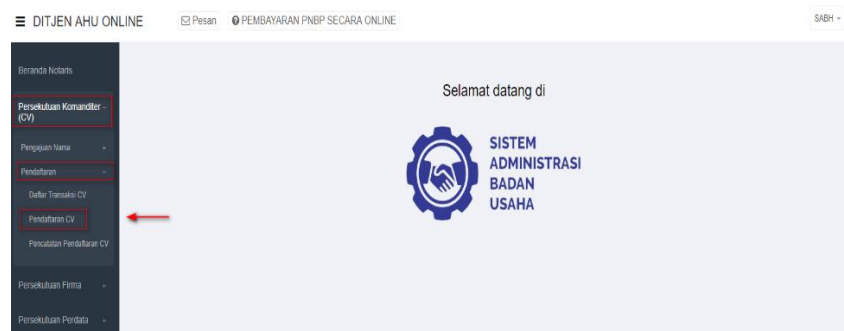 DITJEN AHU ONLINE
Pesan
PEMBAYARAN PNBP SECARA ONLINE
SABH
Beranda Notaris
Persekutuan Komanditer -
(CV)
Pengajuan Nama +
Pendaftaran -
Daftar Transaksi CV
Pendaftaran CV
Pencatatan Pendaftaran CV
Persekutuan Firma +
Persekutuan Perdata +
Selamat datang di
SISTEM
ADMINISTRASI
BADAN
USAHA